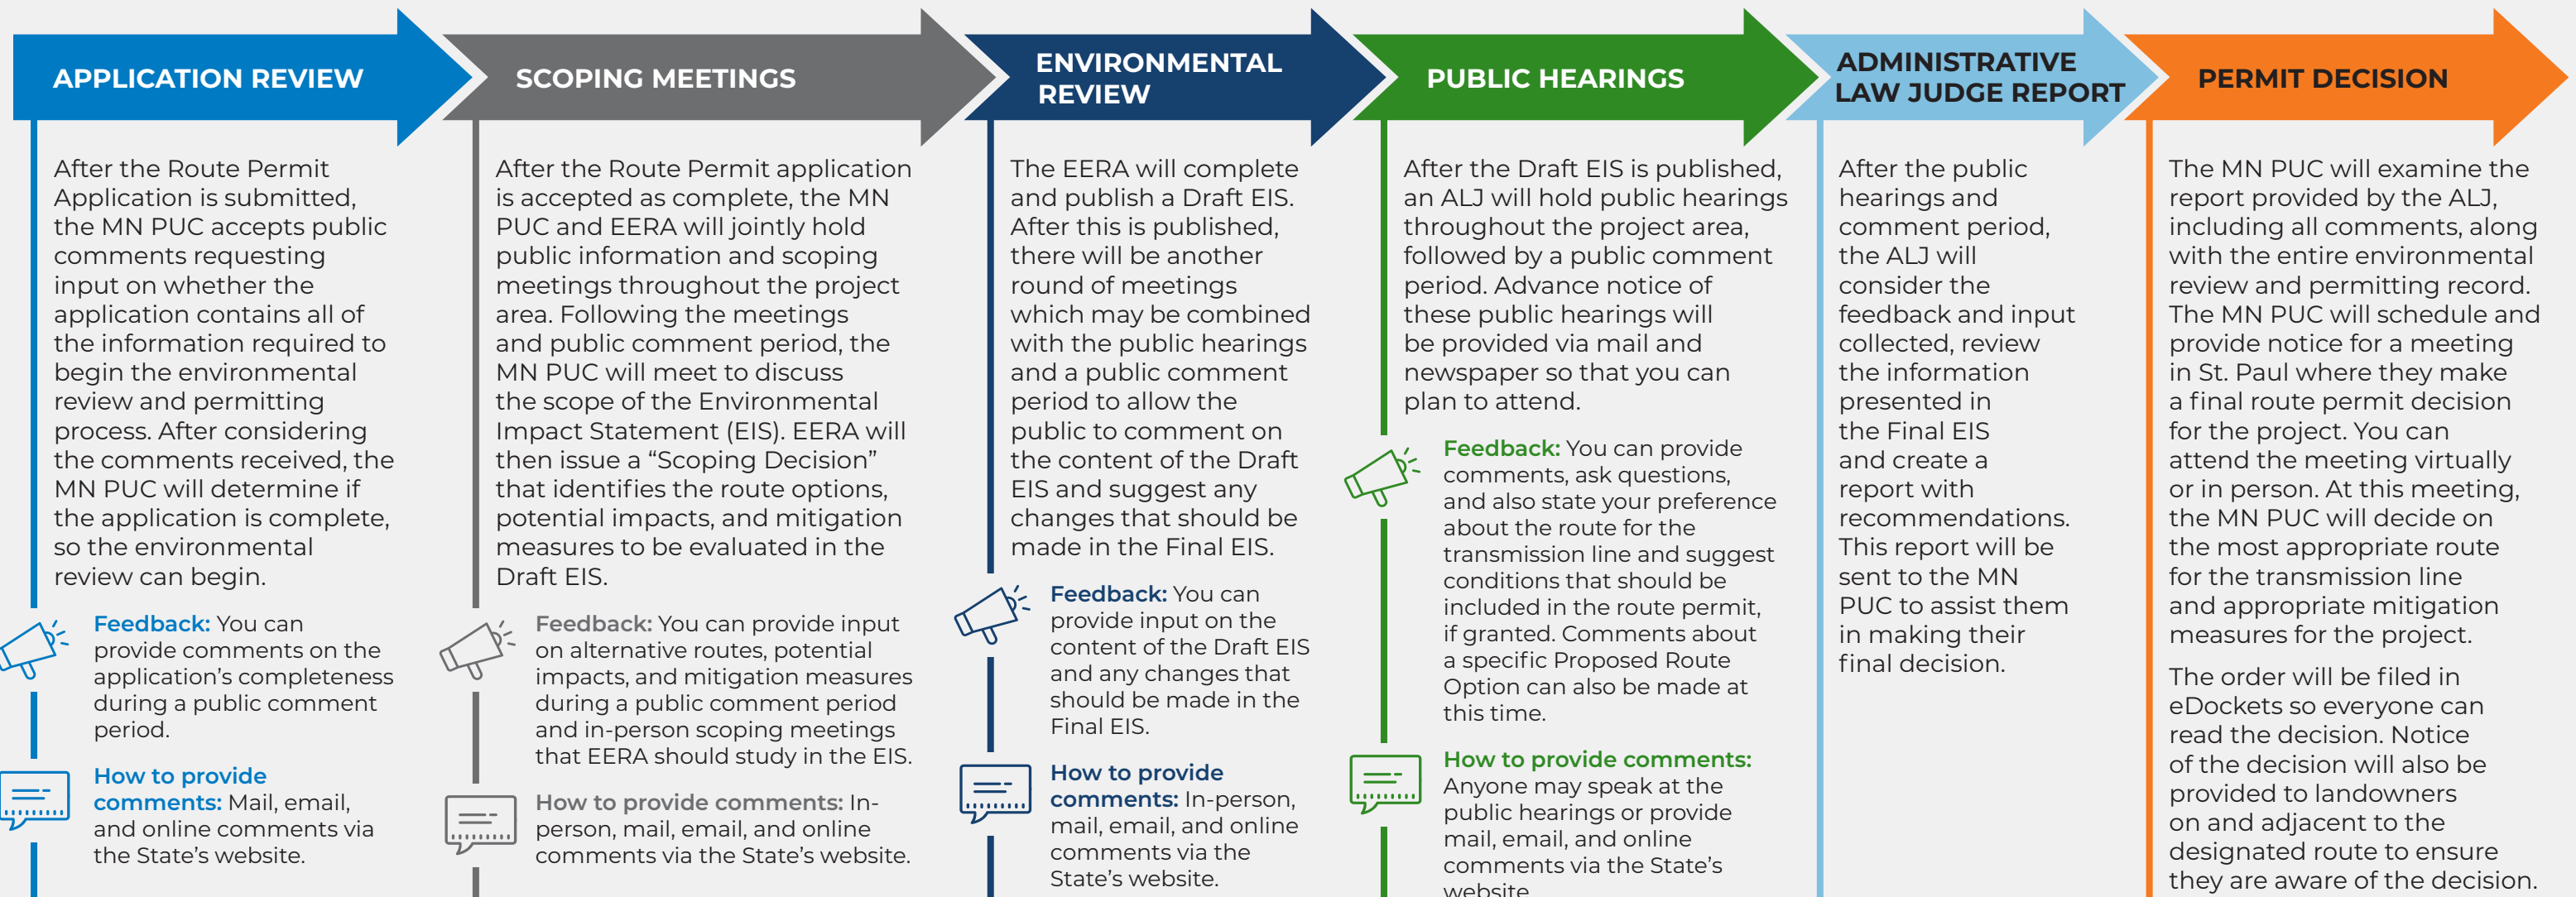 APPLICATION REVIEW
After the Route Permit
Application is submitted,
the MN PUC accepts public
comments requesting
input on whether the
application contains all of
the information required to
begin the environmental
review and permitting
process. After considering
the comments received, the
MN PUC will determine if
the application is complete,
so the environmental
review can begin.
Feedback: You can
provide comments on the
application’s completeness
during a public comment
period.
How to provide
comments: Mail, email,
and online comments via
the State’s website.
SCOPING MEETINGS
After the Route Permit application
is accepted as complete, the MN
PUC and EERA will jointly hold
public information and scoping
meetings throughout the project
area. Following the meetings
and public comment period, the
MN PUC will meet to discuss
the scope of the Environmental
Impact Statement (EIS). EERA will
then issue a “Scoping Decision”
that identifies the route options,
potential impacts, and mitigation
measures to be evaluated in the
Draft EIS.
Feedback: You can provide input
on alternative routes, potential
impacts, and mitigation measures
during a public comment period
and in-person scoping meetings
that EERA should study in the EIS.
How to provide comments: In-
person, mail, email, and online
comments via the State’s website.
ENVIRONMENTAL
REVIEW
The EERA will complete
and publish a Draft EIS.
After this is published,
there will be another
round of meetings
which may be combined
with the public hearings
and a public comment
period to allow the
public to comment on
the content of the Draft
EIS and suggest any
changes that should be
made in the Final EIS.
Feedback: You can
provide input on the
content of the Draft EIS
and any changes that
should be made in the
Final EIS.
How to provide
comments: In-person,
mail, email, and online
comments via the
State’s website.
PUBLIC HEARINGS
After the Draft EIS is published,
an ALJ will hold public hearings
throughout the project area,
followed by a public comment
period. Advance notice of
these public hearings will
be provided via mail and
newspaper so that you can
plan to attend.
Feedback: You can provide
comments, ask questions,
and also state your preference
about the route for the
transmission line and suggest
conditions that should be
included in the route permit,
if granted. Comments about
a specific Proposed Route
Option can also be made at
this time.
How to provide comments:
Anyone may speak at the
public hearings or provide
mail, email, and online
comments via the State’s
website.
ADMINISTRATIVE
LAW JUDGE REPORT
After the public
hearings and
comment period,
the ALJ will
consider the
feedback and input
collected, review
the information
presented in
the Final EIS
and create a
report with
recommendations.
This report will be
sent to the MN
PUC to assist them
in making their
final decision.
PERMIT DECISION
The MN PUC will examine the
report provided by the ALJ,
including all comments, along
with the entire environmental
review and permitting record.
The MN PUC will schedule and
provide notice for a meeting
in St. Paul where they make
a final route permit decision
for the project. You can
attend the meeting virtually
or in person. At this meeting,
the MN PUC will decide on
the most appropriate route
for the transmission line
and appropriate mitigation
measures for the project.
The order will be filed in
eDockets so everyone can
read the decision. Notice
of the decision will also be
provided to landowners
on and adjacent to the
designated route to ensure
they are aware of the decision.